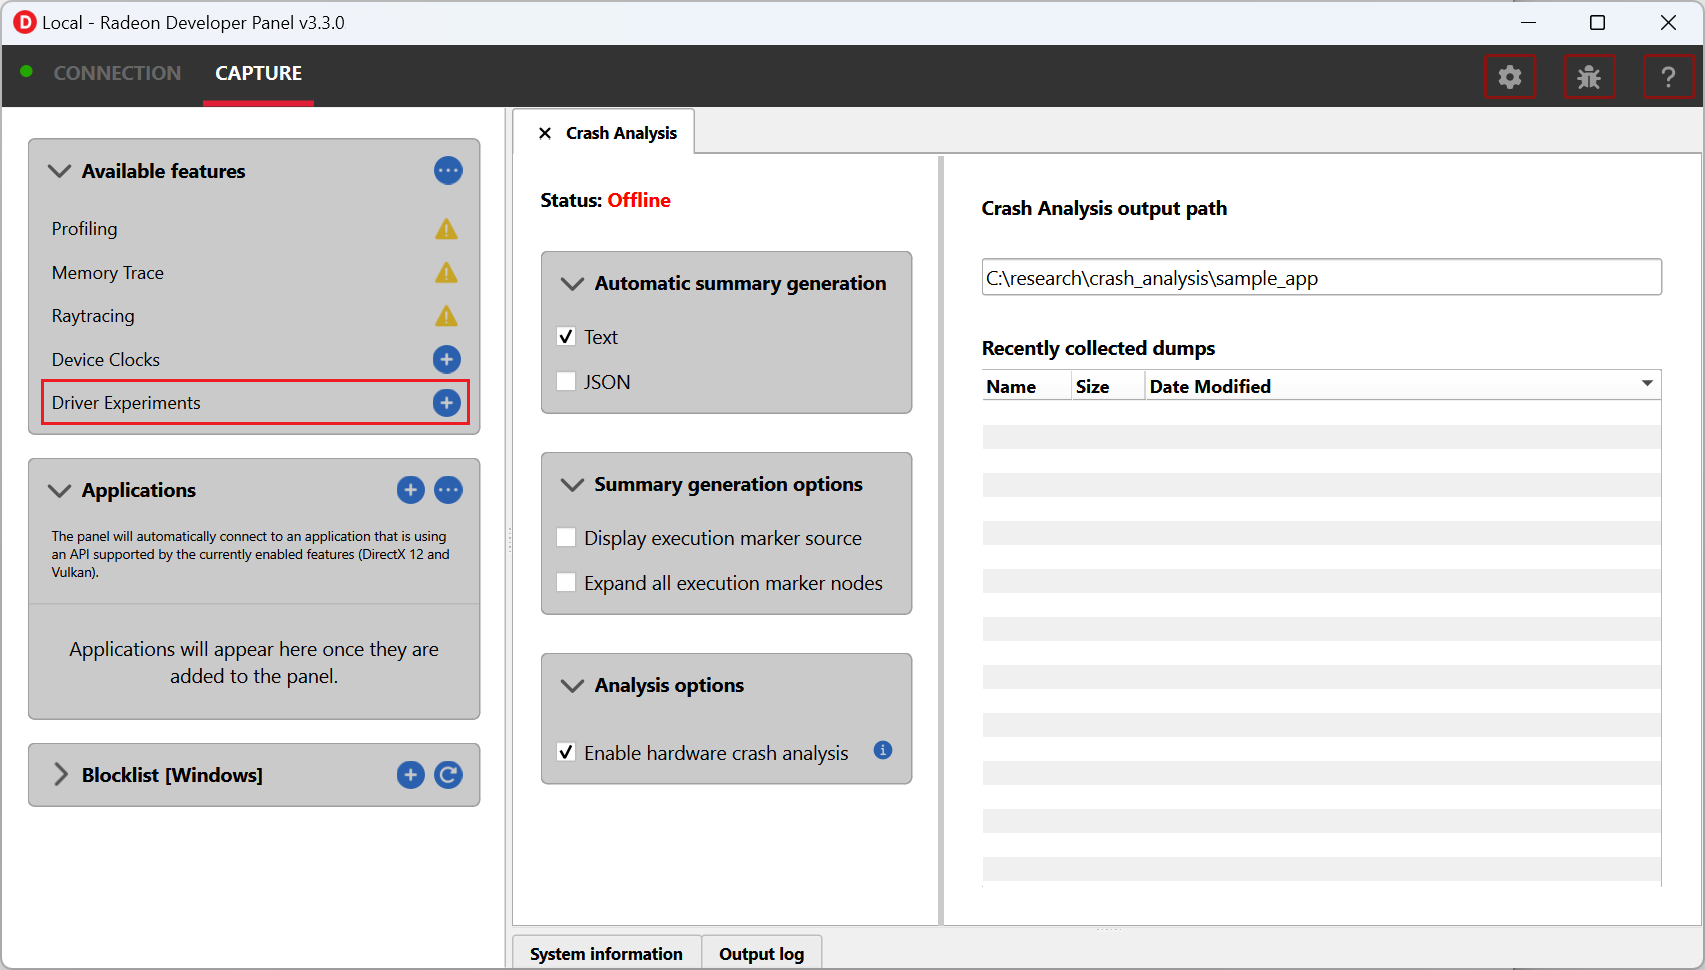 Local - Radeon Developer Panel v3.3.0
CONNECTION
CAPTURE
?
Available features
Profiling
Memory Trace
Raytracing
Device Clocks
Driver Experiments
Applications
The panel will automatically connect to an application that is using
an API supported by the currently enabled features (DirectX 12 and
Vulkan).
Applications will appear here once they are
added to the panel.
Blocklist [Windows]
Crash Analysis
Status: Offline
Automatic summary generation
Text
JSON
Summary generation options
Display execution marker source
Expand all execution marker nodes
Analysis options
Enable hardware crash analysis
Crash Analysis output path
C:\research\crash_analysis\sample_app
Recently collected dumps
Name Size Date Modified
System information
Output log